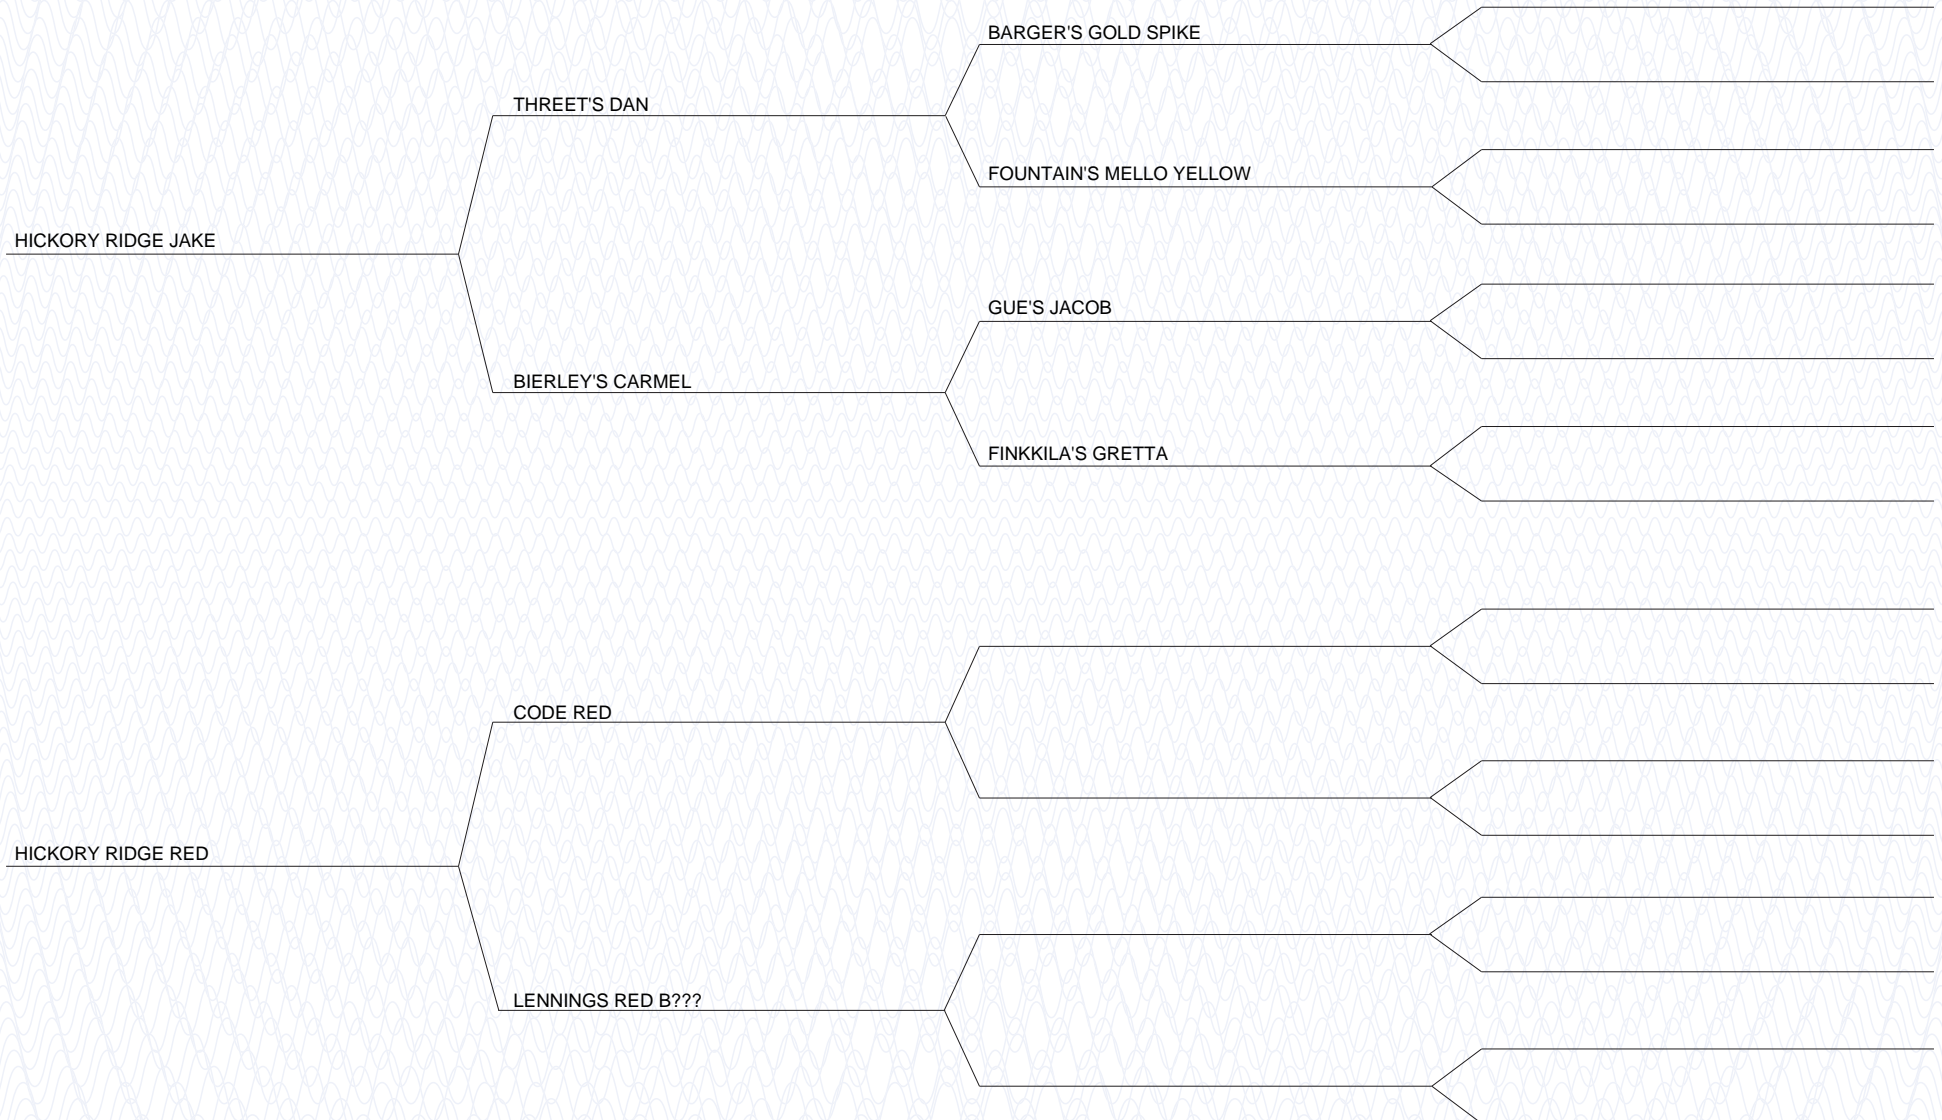 BARGER'S GOLD SPIKE
THREET'S DAN
FOUNTAIN'S MELLO YELLOW
HICKORY RIDGE JAKE
GUE'S JACOB
BIERLEY'S CARMEL
FINKKILA'S GRETTA
CODE RED
HICKORY RIDGE RED
LENNINGS RED B???